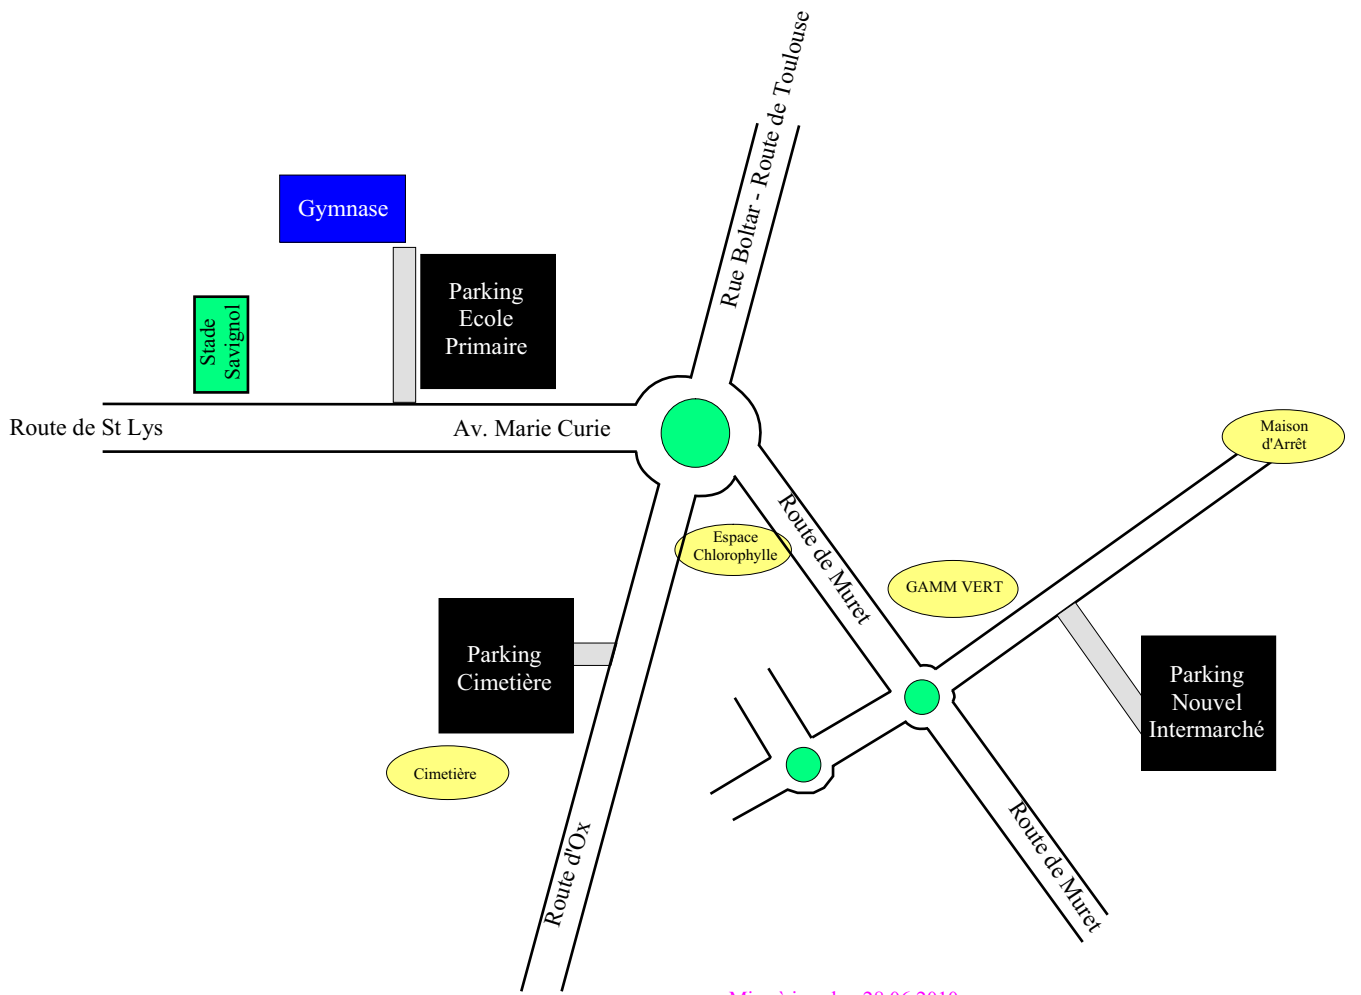 Rue Boltar - Route de Toulouse
Gymnase
Parking
Ecole
Primaire
Stade
Savignol
Route de St Lys
Av. Marie Curie
Maison
d'Arrêt
Route de Muret
Espace
Chlorophylle
GAMM VERT
Parking
Cimetière
Parking
Nouvel
Intermarché
Cimetière
Route d'Ox
Route de Muret